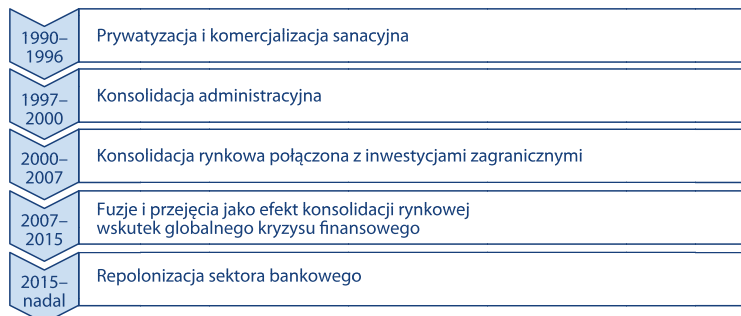 1990–
1996
Prywatyzacja i komercjalizacja sanacyjna
1997–
2000
Konsolidacja administracyjna
2000–
2007
Konsolidacja rynkowa połączona z inwestycjami zagranicznymi
2007–
2015
Fuzje i przejęcia jako efekt konsolidacji rynkowej
wskutek globalnego kryzysu finansowego
2015–
nadal
Repolonizacja sektora bankowego